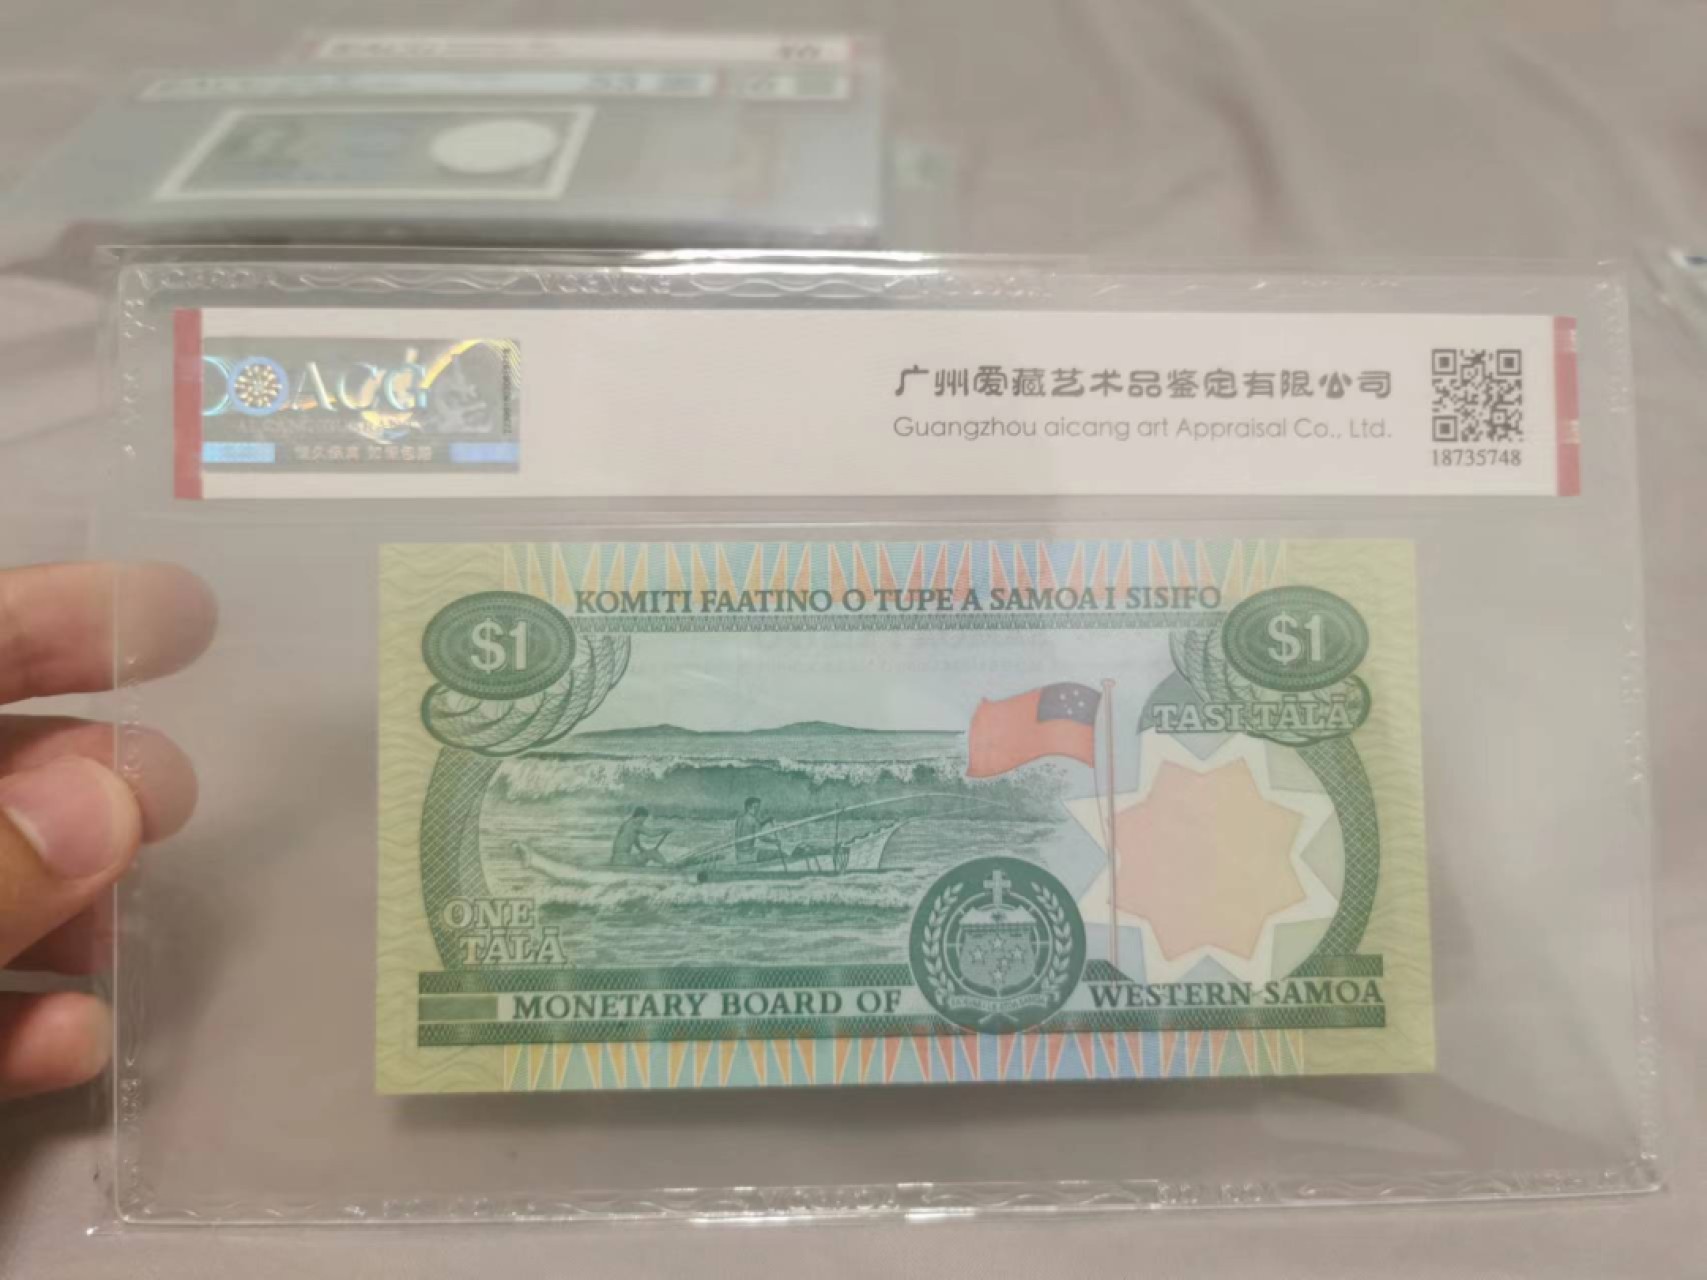 ACG
广州爱藏艺术品鉴定有限公司
Guangzhou aicang art Appraisal Co., Ltd.
18735748
KOMITI FAATINO O TUPE A SAMOA I SISIFO
$1
$1
TASI TĀLĀ
ONE
TĀLĀ
MONETARY BOARD OF WESTERN SAMOA